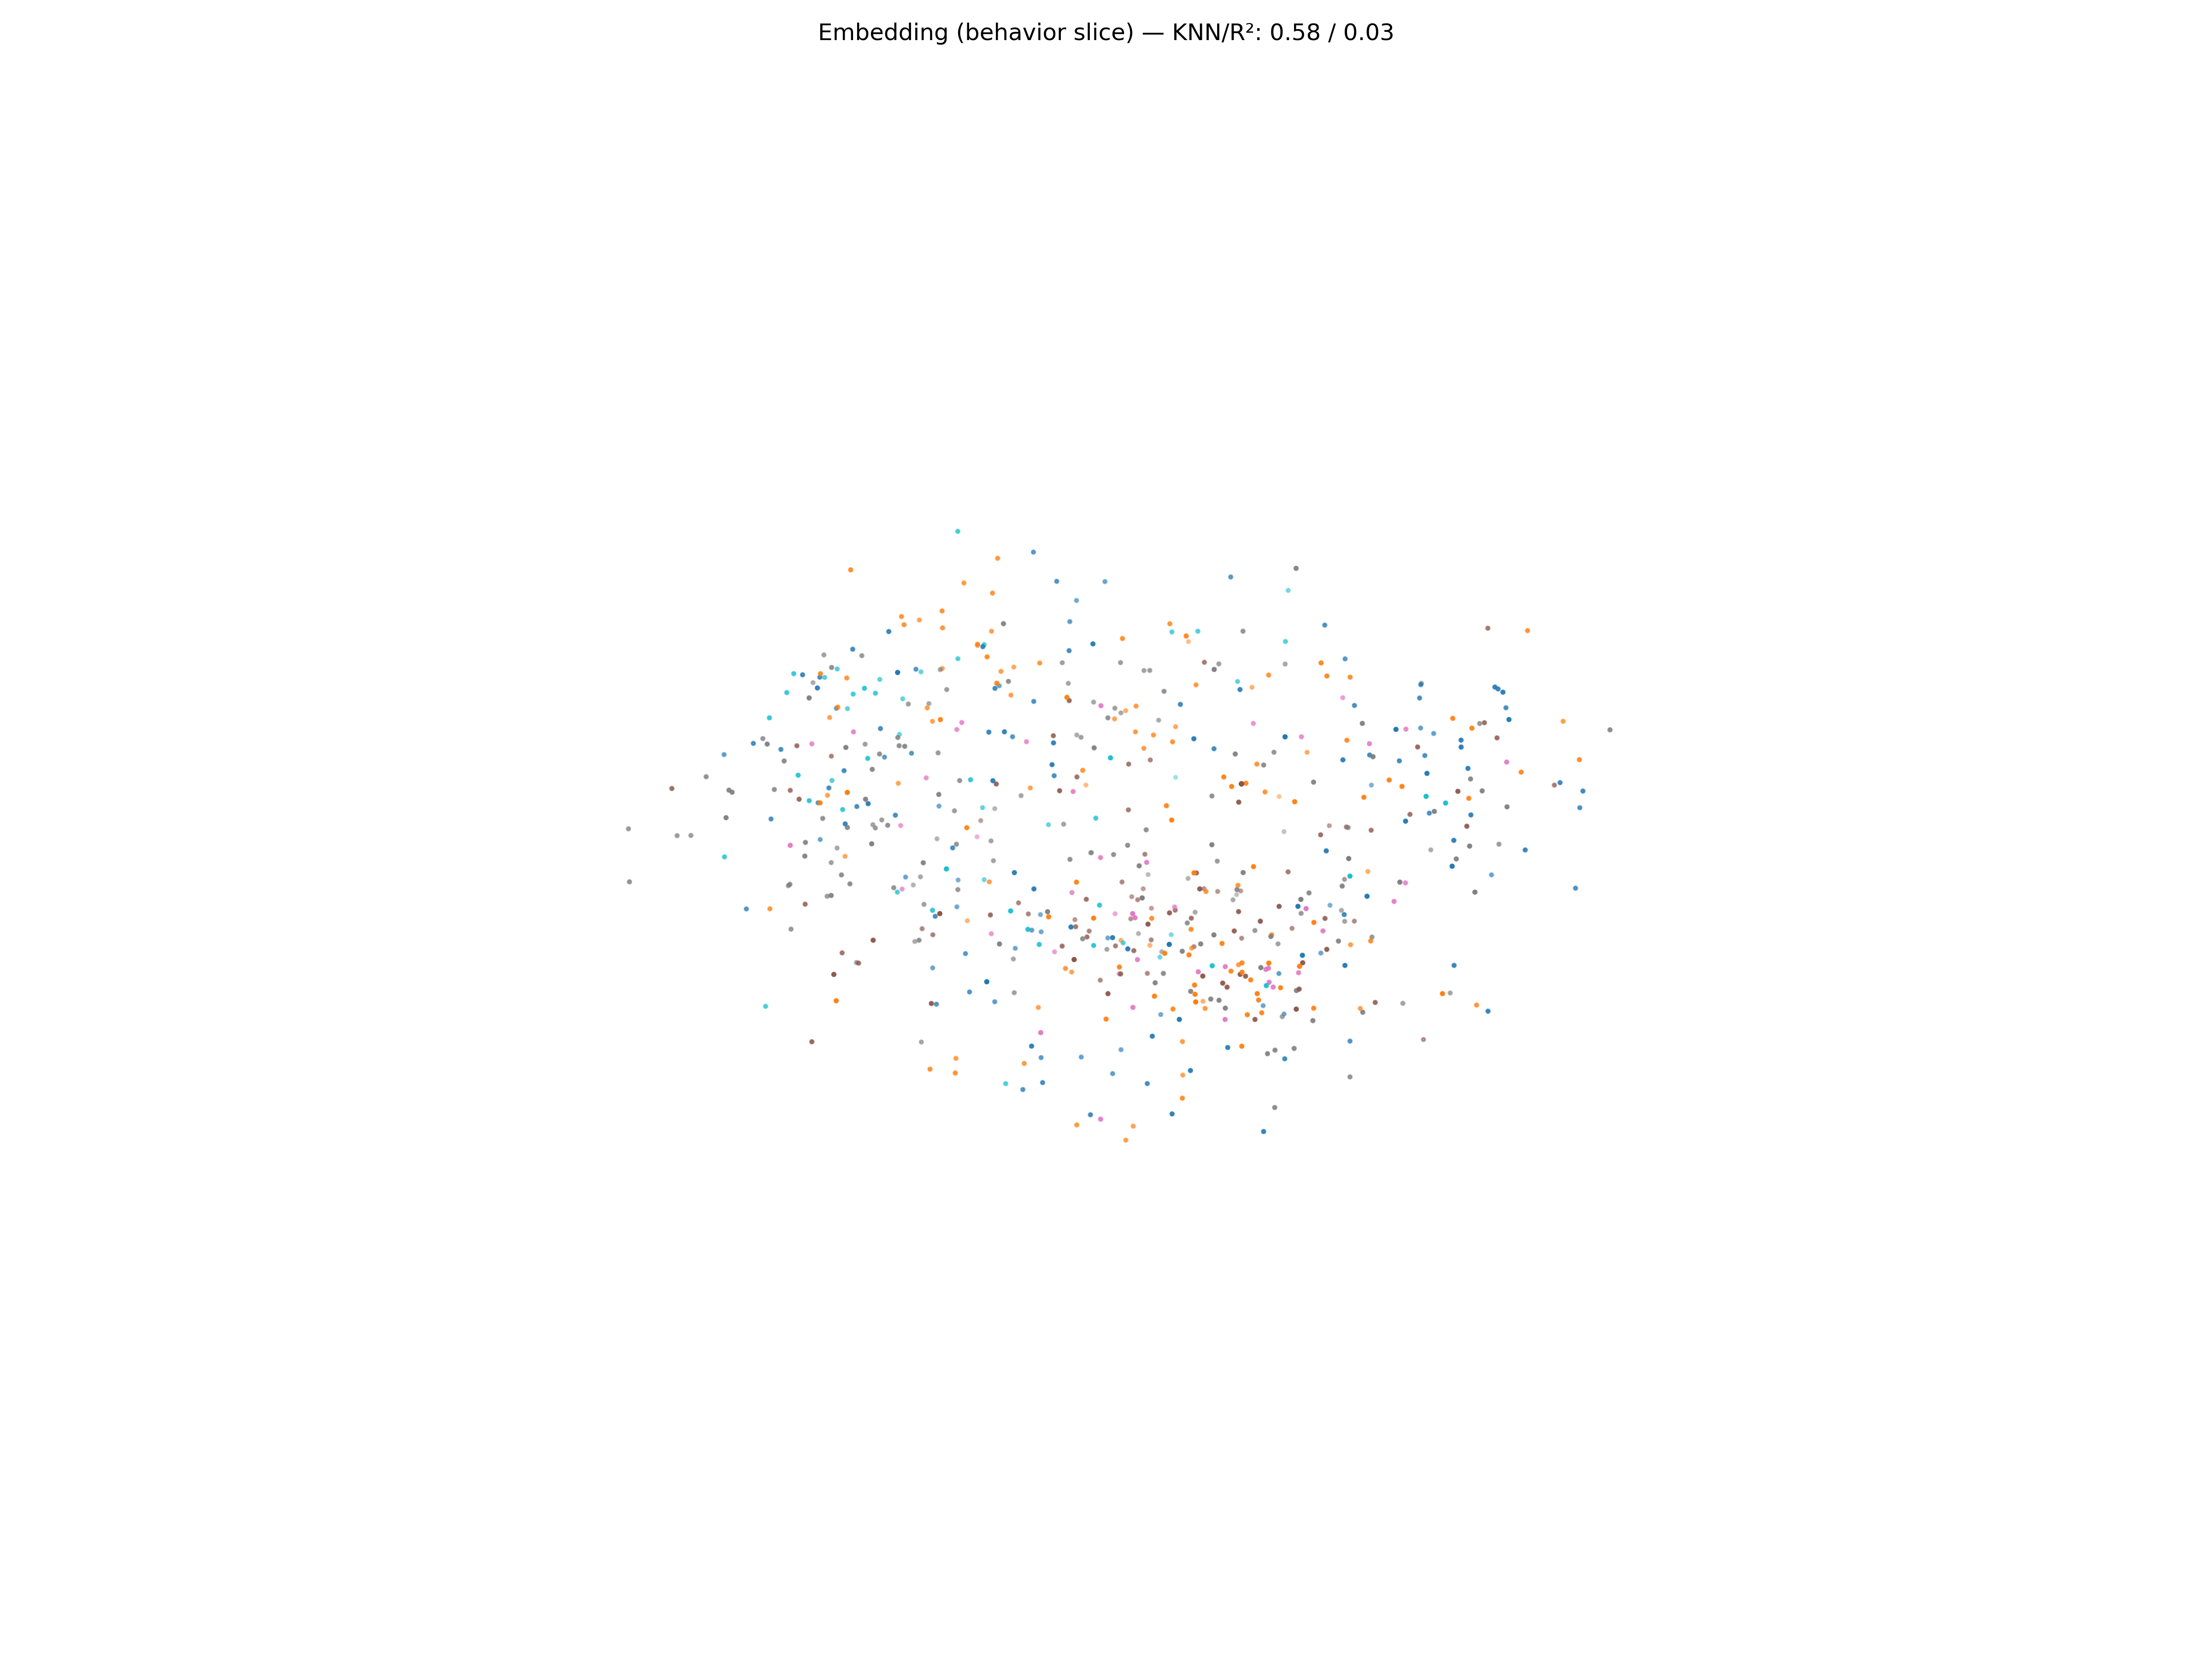 Embedding (behavior slice) — KNN/R²: 0.58 / 0.03